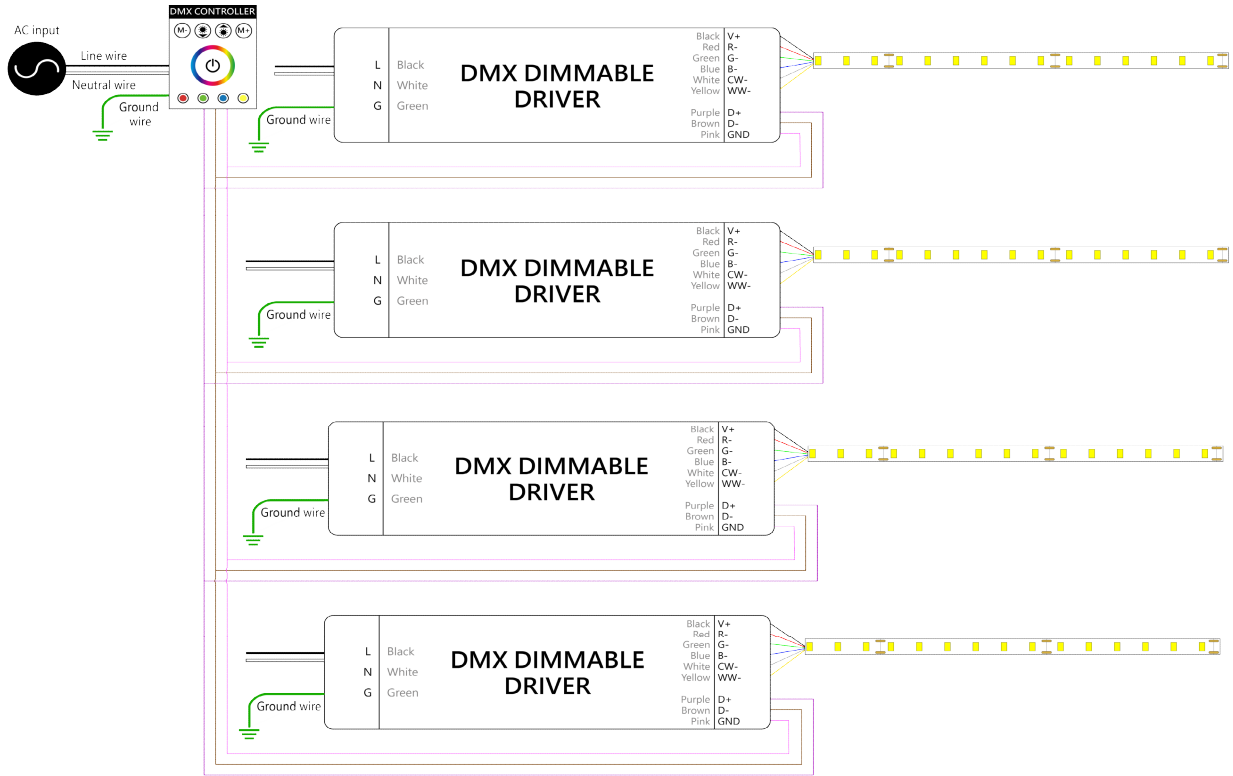 DMX CONTROLLER
M-
M+
AC input
Line wire
Neutral wire
Ground
wire
L Black
N White
G Green
Ground wire
DMX DIMMABLE
DRIVER
Black V+
Red R-
Green G-
Blue B-
White CW-
Yellow WW-
Purple D+
Brown D-
Pink GND
L Black
N White
G Green
Ground wire
DMX DIMMABLE
DRIVER
Black V+
Red R-
Green G-
Blue B-
White CW-
Yellow WW-
Purple D+
Brown D-
Pink GND
L Black
N White
G Green
Ground wire
DMX DIMMABLE
DRIVER
Black V+
Red R-
Green G-
Blue B-
White CW-
Yellow WW-
Purple D+
Brown D-
Pink GND
L Black
N White
G Green
Ground wire
DMX DIMMABLE
DRIVER
Black V+
Red R-
Green G-
Blue B-
White CW-
Yellow WW-
Purple D+
Brown D-
Pink GND